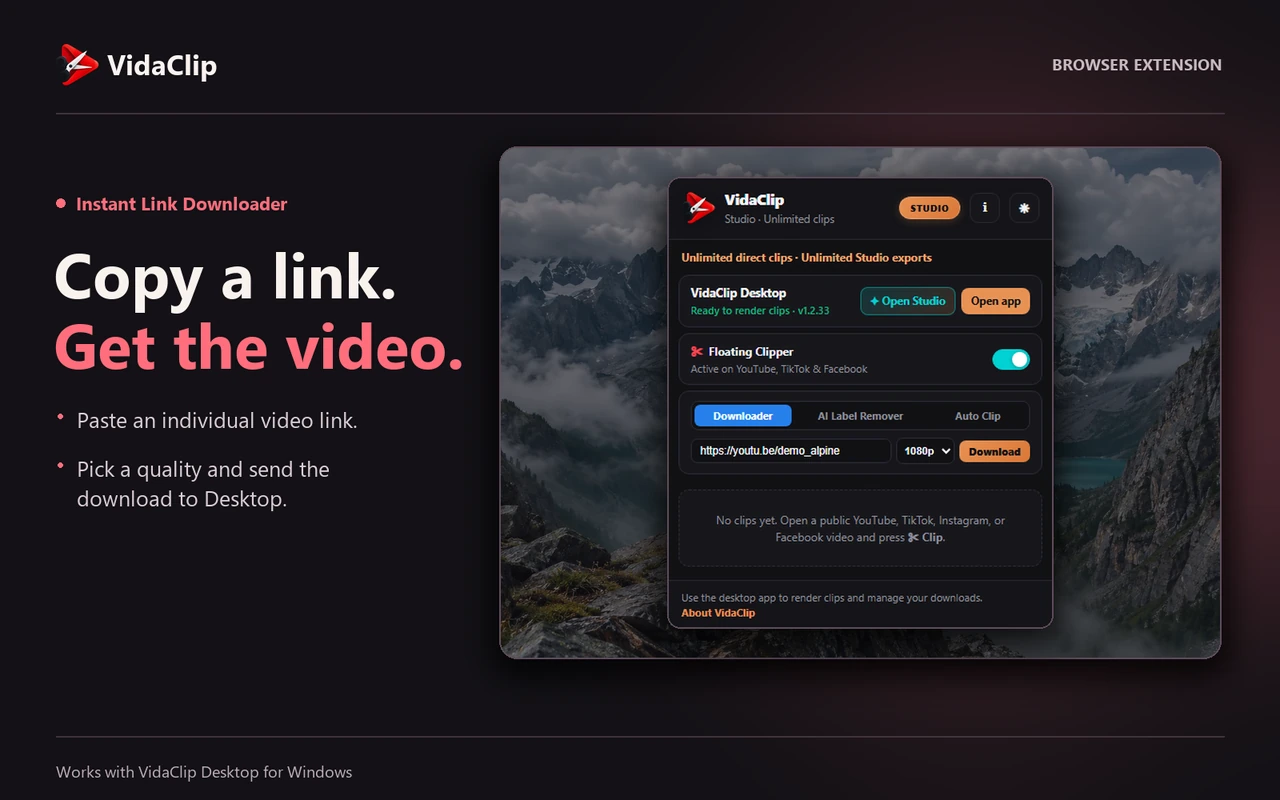 VidaClip
BROWSER EXTENSION
Instant Link Downloader
Copy a link.
Get the video.
• Paste an individual video link.
• Pick a quality and send the
download to Desktop.
VidaClip
Studio · Unlimited clips
STUDIO
i
Unlimited direct clips · Unlimited Studio exports
VidaClip Desktop
Ready to render clips · v1.2.33
✦ Open Studio
Open app
✂ Floating Clipper
Active on YouTube, TikTok & Facebook
Downloader
AI Label Remover
Auto Clip
https://youtu.be/demo_alpine
1080p
Download
No clips yet. Open a public YouTube, TikTok, Instagram, or
Facebook video and press ✂ Clip.
Use the desktop app to render clips and manage your downloads.
About VidaClip
Works with VidaClip Desktop for Windows